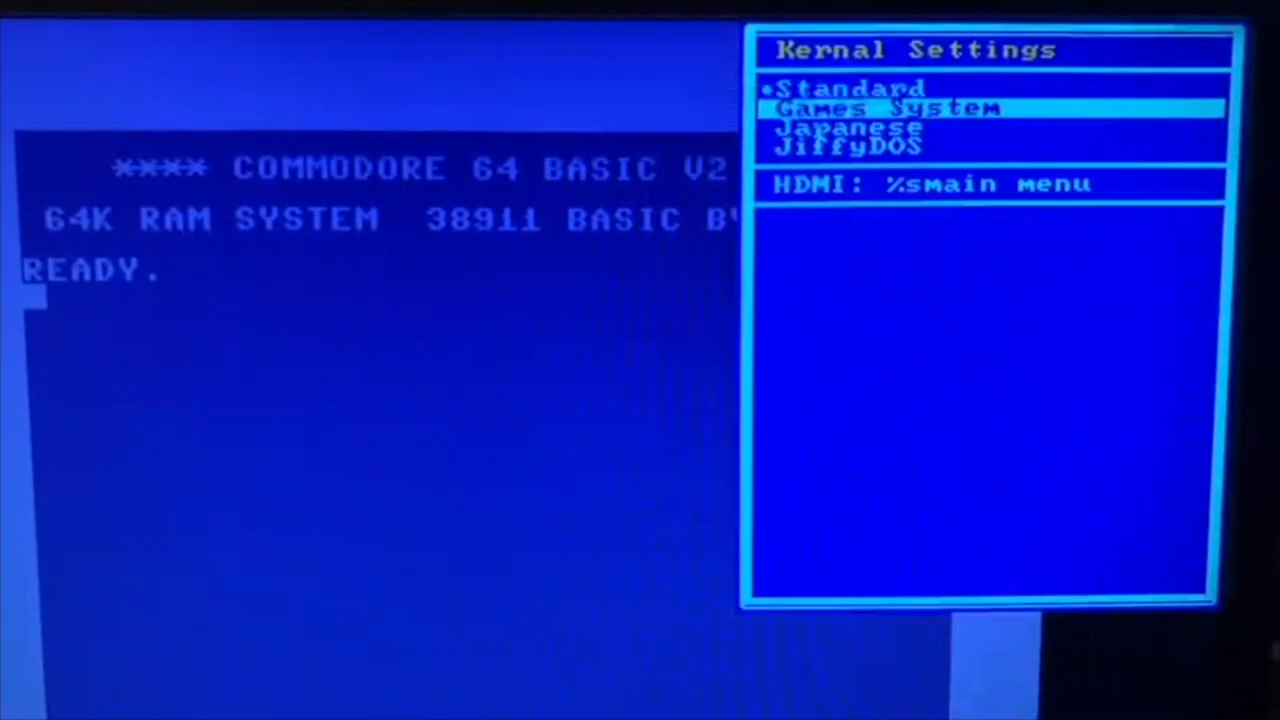 **** COMMODORE 64 BASIC V2
64K RAM SYSTEM 38911 BASIC
READY.
Kernal Settings
Standard
Games System
Japanese
JiffyDOS
HDMI: %smain menu